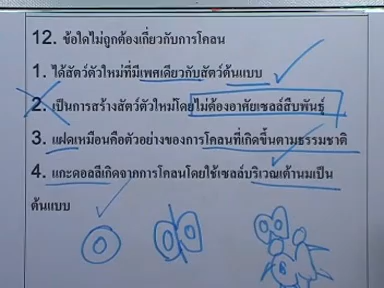 12. ข้อใดไม่ถูกต้องเกี่ยวกับการโคลน
1. ได้สัตว์ตัวใหม่ที่มีเพศเดียวกับสัตว์ต้นแบบ
2. เป็นการสร้างสัตว์ตัวใหม่โดยไม่ต้องอาศัยเซลล์สืบพันธุ์
3. แฝดเหมือนคือตัวอย่างของการโคลนที่เกิดขึ้นตามธรรมชาติ
4. แกะดอลลีเกิดจากการโคลนโดยใช้เซลล์บริเวณเต้านมเป็น
ต้นแบบ